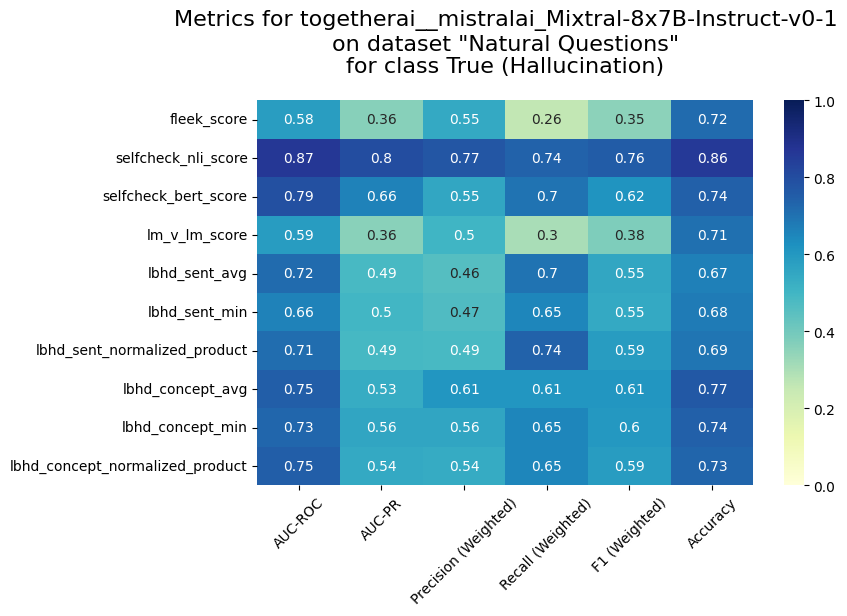 Metrics for togetherai__mistralai_Mixtral-8x7B-Instruct-v0-1
on dataset "Natural Questions"
for class True (Hallucination)
fleek_score 0.58 0.36 0.55 0.26 0.35 0.72
selfcheck_nli_score 0.87 0.8 0.77 0.74 0.76 0.86
selfcheck_bert_score 0.79 0.66 0.55 0.7 0.62 0.74
lm_v_lm_score 0.59 0.36 0.5 0.3 0.38 0.71
lbhd_sent_avg 0.72 0.49 0.46 0.7 0.55 0.67
lbhd_sent_min 0.66 0.5 0.47 0.65 0.55 0.68
lbhd_sent_normalized_product 0.71 0.49 0.49 0.74 0.59 0.69
lbhd_concept_avg 0.75 0.53 0.61 0.61 0.61 0.77
lbhd_concept_min 0.73 0.56 0.56 0.65 0.6 0.74
lbhd_concept_normalized_product 0.75 0.54 0.54 0.65 0.59 0.73
AUC-ROC AUC-PR Precision (Weighted) Recall (Weighted) F1 (Weighted) Accuracy
1.0
0.8
0.6
0.4
0.2
0.0